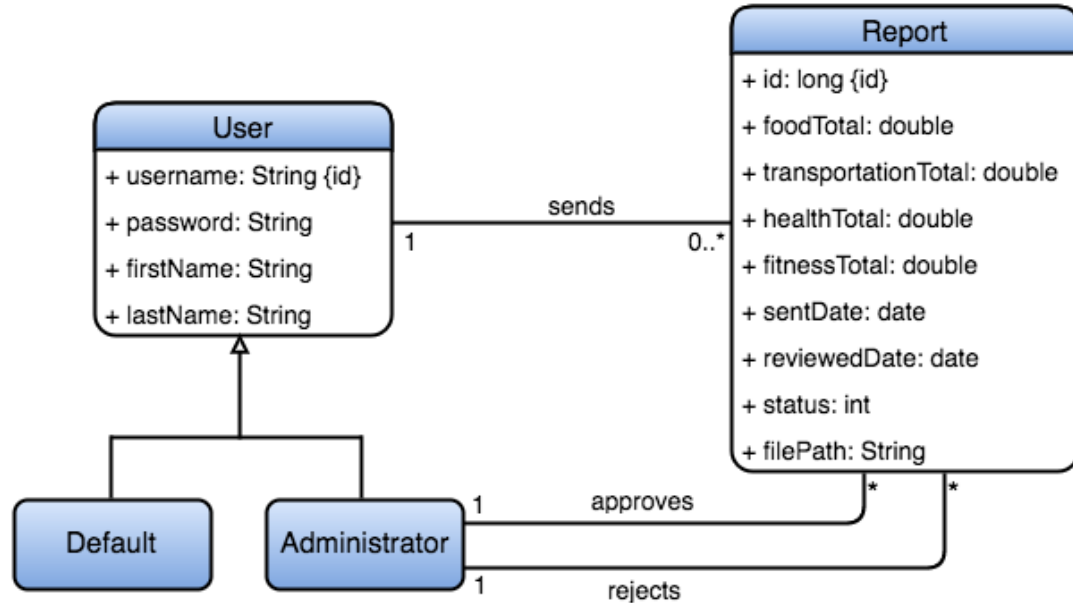 User
+ username: String {id}
+ password: String
+ firstName: String
+ lastName: String
sends
1
0..*
Report
+ id: long {id}
+ foodTotal: double
+ transportationTotal: double
+ healthTotal: double
+ fitnessTotal: double
+ sentDate: date
+ reviewedDate: date
+ status: int
+ filePath: String
Default
Administrator
1
approves
*
1
rejects
*